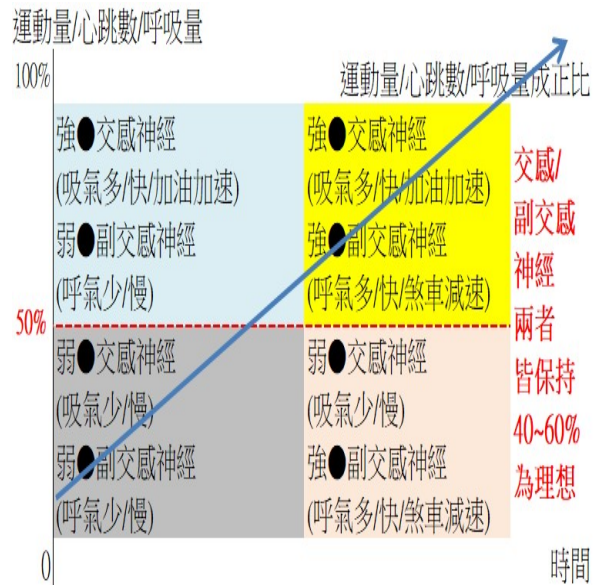 運動量/心跳數/呼吸量
100%
運動量/心跳數/呼吸量成正比
強●交感神經
(吸氣多/快/加油加速)
弱●副交感神經
(呼氣少/慢)
強●交感神經
(吸氣多/快/加油加速)
強●副交感神經
(呼氣多/快/煞車減速)
50%
弱●交感神經
(吸氣少/慢)
弱●副交感神經
(呼氣少/慢)
弱●交感神經
(吸氣少/慢)
強●副交感神經
(呼氣多/快/煞車減速)
交感/
副交感
神經
兩者
皆保持
40~60%
為理想
0
時間